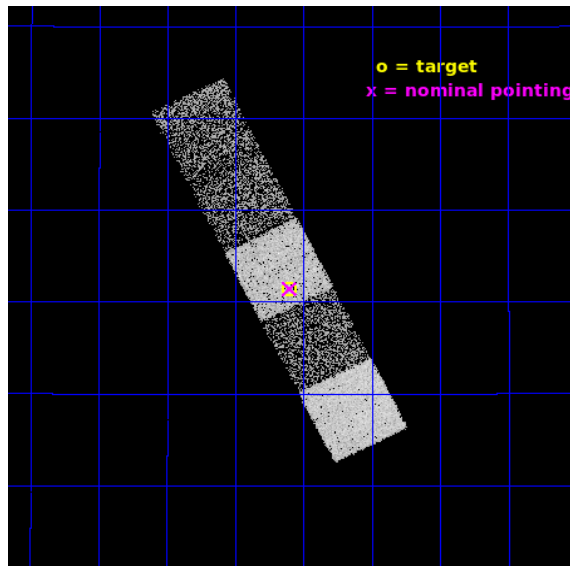 o = target
x = nominal pointing